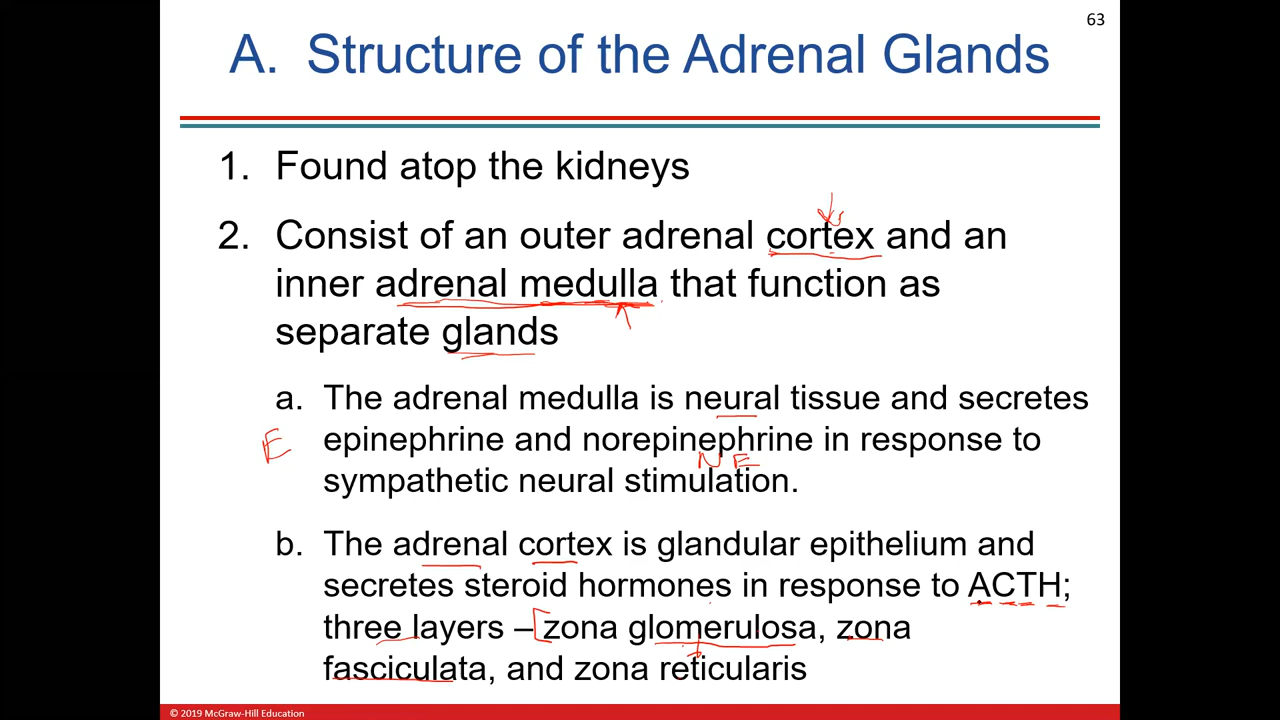 63
A. Structure of the Adrenal Glands
1. Found atop the kidneys
2. Consist of an outer adrenal cortex and an
inner adrenal medulla that function as
separate glands
a. The adrenal medulla is neural tissue and secretes
E epinephrine and norepinephrine in response to
NE
sympathetic neural stimulation.
b. The adrenal cortex is glandular epithelium and
secretes steroid hormones in response to ACTH;
three layers – zona glomerulosa, zona
fasciculata, and zona reticularis
© 2019 McGraw-Hill Education